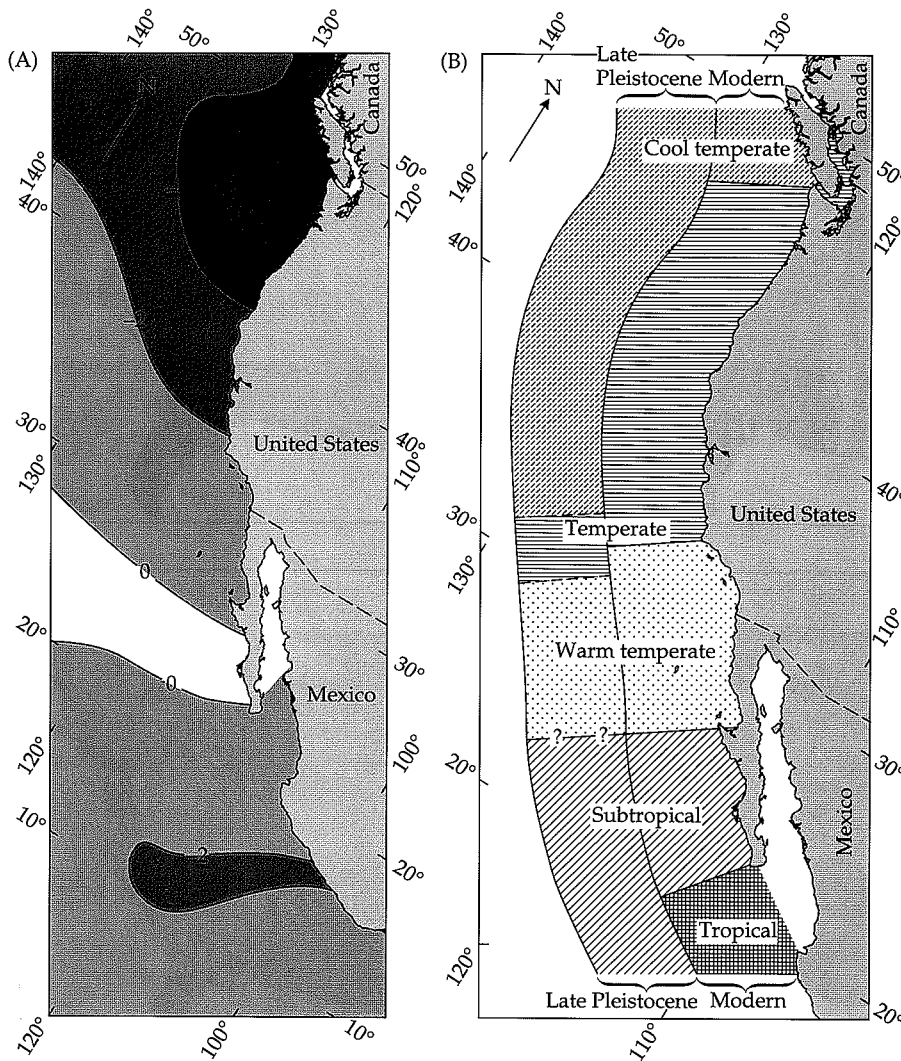 (A)
140°
50°
130°
Canada
50°
120°
140°
40°
30°
130°
United States
40°
110°
0
20°
0
30°
Mexico
120°
100°
10°
2
20°
120°
100°
10°
(B)
140°
Late
Pleistocene Modern
50°
130°
N
Canada
Cool temperate
50°
120°
140°
40°
30°
130°
Temperate
United States
40°
110°
Warm temperate
? ?
20°
30°
Subtropical
Mexico
Tropical
120°
Late Pleistocene Modern
110°
20°